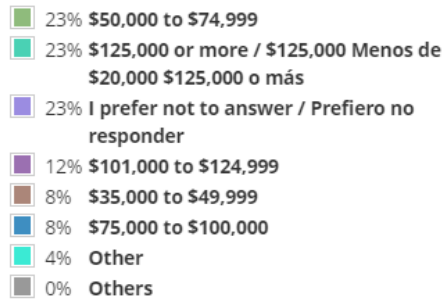 23% $50,000 to $74,999
23% $125,000 or more / $125,000 Menos de
$20,000 $125,000 o más
23% I prefer not to answer / Prefiero no
responder
12% $101,000 to $124,999
8% $35,000 to $49,999
8% $75,000 to $100,000
4% Other
0% Others